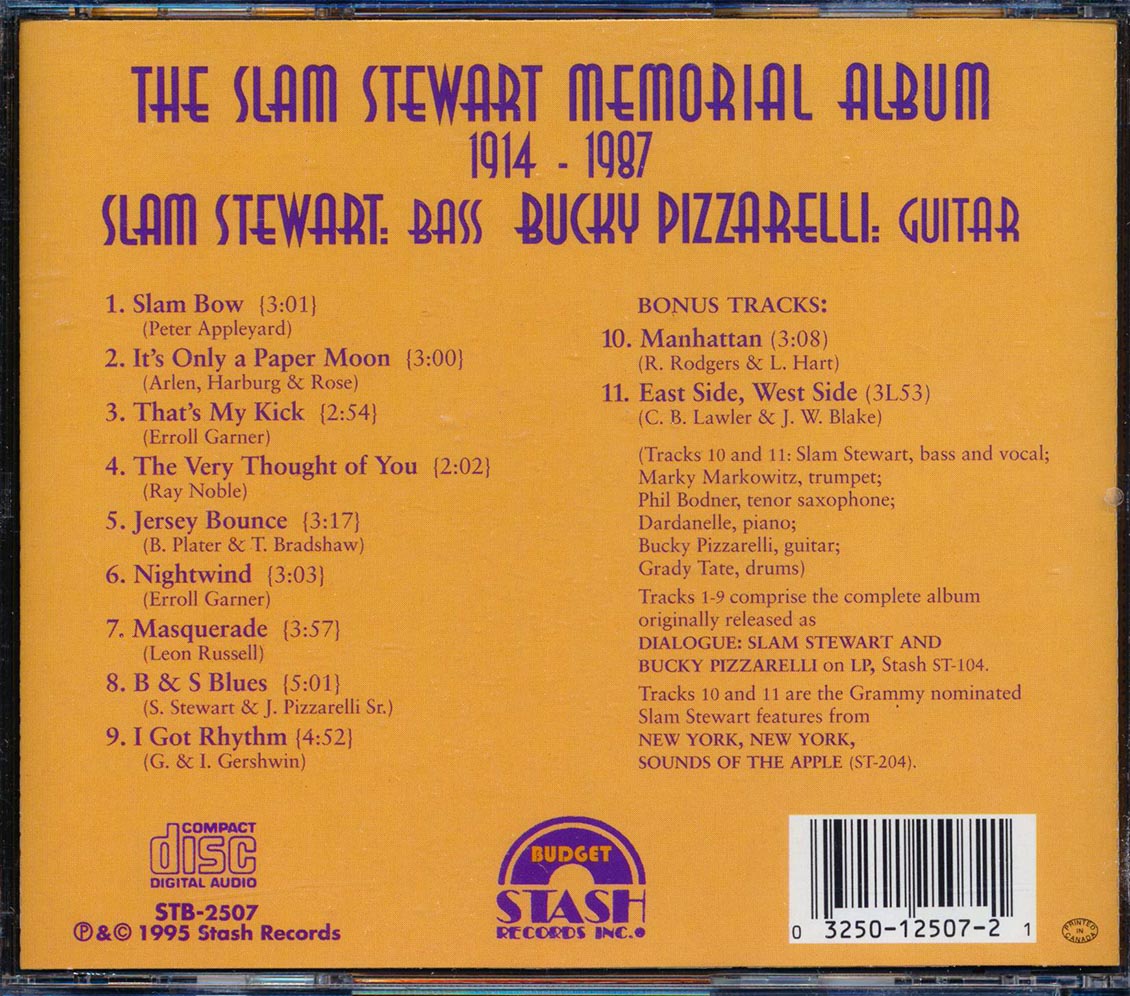 THE SLAM STEWART MEMORIAL ALBUM
1914 - 1987
SLAM STEWART: BASS BUCKY PIZZARELLI: GUITAR
1. Slam Bow {3:01}
(Peter Appleyard)
2. It's Only a Paper Moon {3:00}
(Arlen, Harburg & Rose)
3. That's My Kick {2:54}
(Erroll Garner)
4. The Very Thought of You {2:02}
(Ray Noble)
5. Jersey Bounce {3:17}
(B. Plater & T. Bradshaw)
6. Nightwind {3:03}
(Erroll Garner)
7. Masquerade {3:57}
(Leon Russell)
8. B & S Blues {5:01}
(S. Stewart & J. Pizzarelli Sr.)
9. I Got Rhythm {4:52}
(G. & I. Gershwin)
BONUS TRACKS:
10. Manhattan (3:08)
(R. Rodgers & L. Hart)
11. East Side, West Side (3L53)
(C. B. Lawler & J. W. Blake)
(Tracks 10 and 11: Slam Stewart, bass and vocal;
Marky Markowitz, trumpet;
Phil Bodner, tenor saxophone;
Dardanelle, piano;
Bucky Pizzarelli, guitar;
Grady Tate, drums)
Tracks 1-9 comprise the complete album
originally released as
DIALOGUE: SLAM STEWART AND
BUCKY PIZZARELLI on LP, Stash ST-104.
Tracks 10 and 11 are the Grammy nominated
Slam Stewart features from
NEW YORK, NEW YORK,
SOUNDS OF THE APPLE (ST-204).
COMPACT
disc
DIGITAL AUDIO
STB-2507
℗&© 1995 Stash Records
BUDGET
STASH
RECORDS INC.®
0 3250-12507-2 1
PRINTED
IN
CANADA